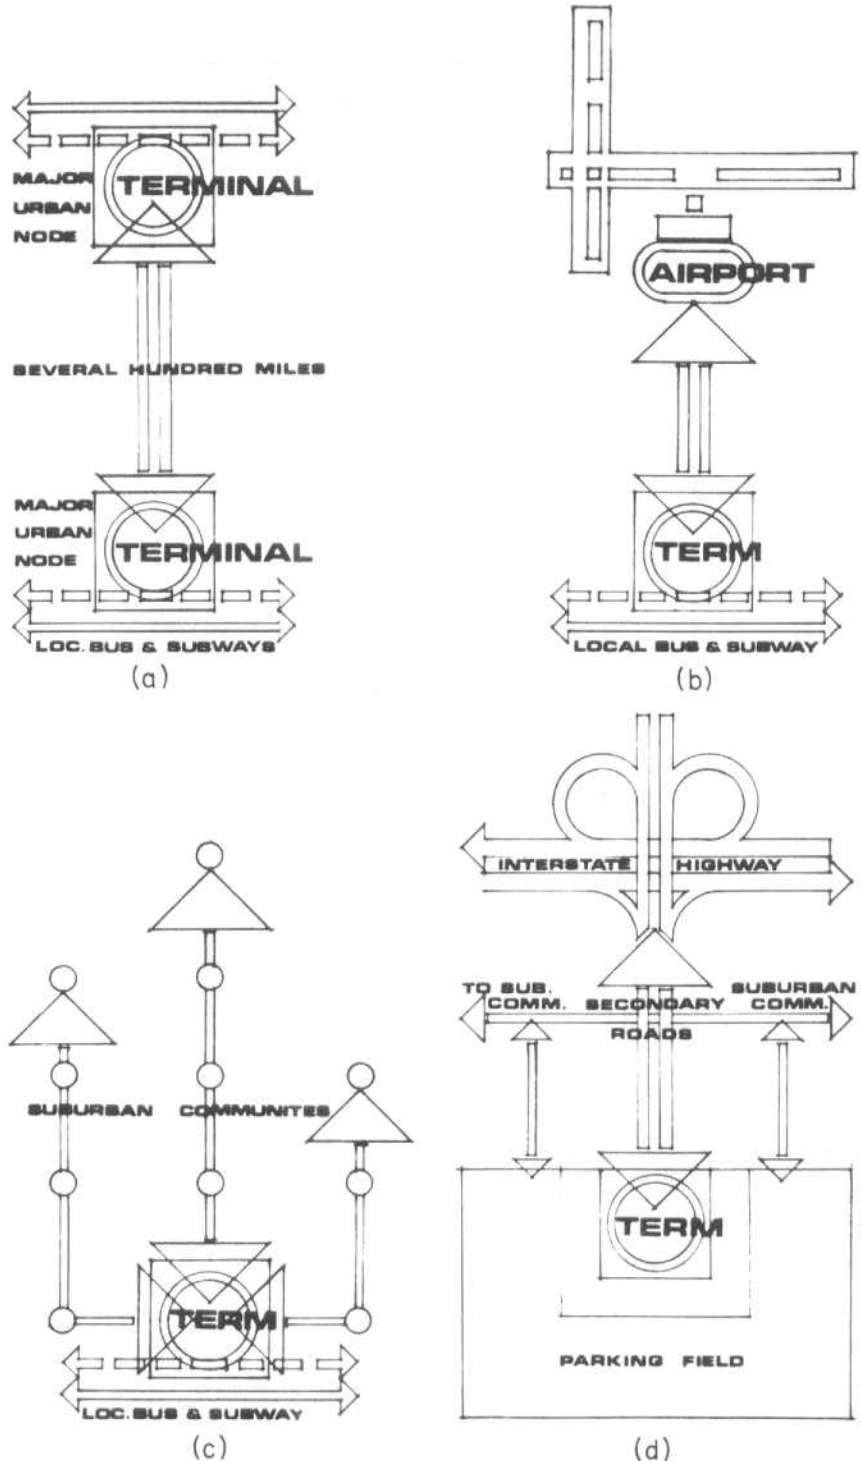 MAJOR
URBAN
NODE
TERMINAL
SEVERAL HUNDRED MILES
MAJOR
URBAN
NODE
TERMINAL
LOC. BUS & SUBWAYS
(a)
AIRPORT
TERM
LOCAL BUS & SUBWAY
(b)
SUBURBAN COMMUNITES
TERM
LOC. BUS & SUBWAY
(c)
INTERSTATE HIGHWAY
TO SUB.
COMM.
SECONDARY
ROADS
SUBURBAN
COMM.
TERM
PARKING FIELD
(d)